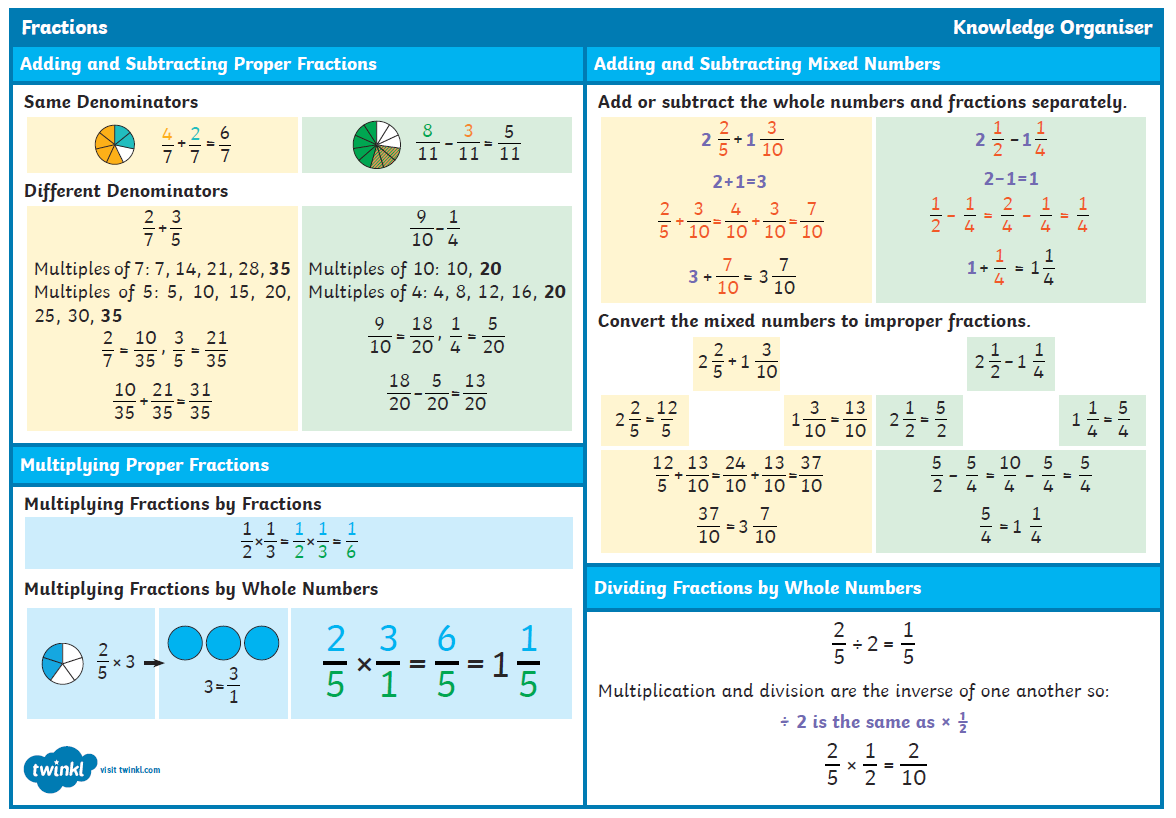 Fractions
Knowledge Organiser
Adding and Subtracting Proper Fractions
Same Denominators
4/7 + 2/7 = 6/7
8/11 − 3/11 = 5/11
Different Denominators
2/7 + 3/5
Multiples of 7: 7, 14, 21, 28, 35
Multiples of 5: 5, 10, 15, 20,
25, 30, 35
2/7 = 10/35, 3/5 = 21/35
10/35 + 21/35 = 31/35
9/10 − 1/4
Multiples of 10: 10, 20
Multiples of 4: 4, 8, 12, 16, 20
9/10 = 18/20, 1/4 = 5/20
18/20 − 5/20 = 13/20
Multiplying Proper Fractions
Multiplying Fractions by Fractions
1/2 × 1/3 = 1/2 × 1/3 = 1/6
Multiplying Fractions by Whole Numbers
2/5 × 3
3 = 3/1
2/5 × 3/1 = 6/5 = 1 1/5
twinkl
visit twinkl.com
Adding and Subtracting Mixed Numbers
Add or subtract the whole numbers and fractions separately.
2 2/5 + 1 3/10
2+1=3
2/5 + 3/10 = 4/10 + 3/10 = 7/10
3 + 7/10 = 3 7/10
2 1/2 − 1 1/4
2−1=1
1/2 − 1/4 = 2/4 − 1/4 = 1/4
1 + 1/4 = 1 1/4
Convert the mixed numbers to improper fractions.
2 2/5 + 1 3/10
2 2/5 = 12/5
1 3/10 = 13/10
12/5 + 13/10 = 24/10 + 13/10 = 37/10
37/10 = 3 7/10
2 1/2 − 1 1/4
2 1/2 = 5/2
1 1/4 = 5/4
5/2 − 5/4 = 10/4 − 5/4 = 5/4
5/4 = 1 1/4
Dividing Fractions by Whole Numbers
2/5 ÷ 2 = 1/5
Multiplication and division are the inverse of one another so:
÷ 2 is the same as × 1/2
2/5 × 1/2 = 2/10